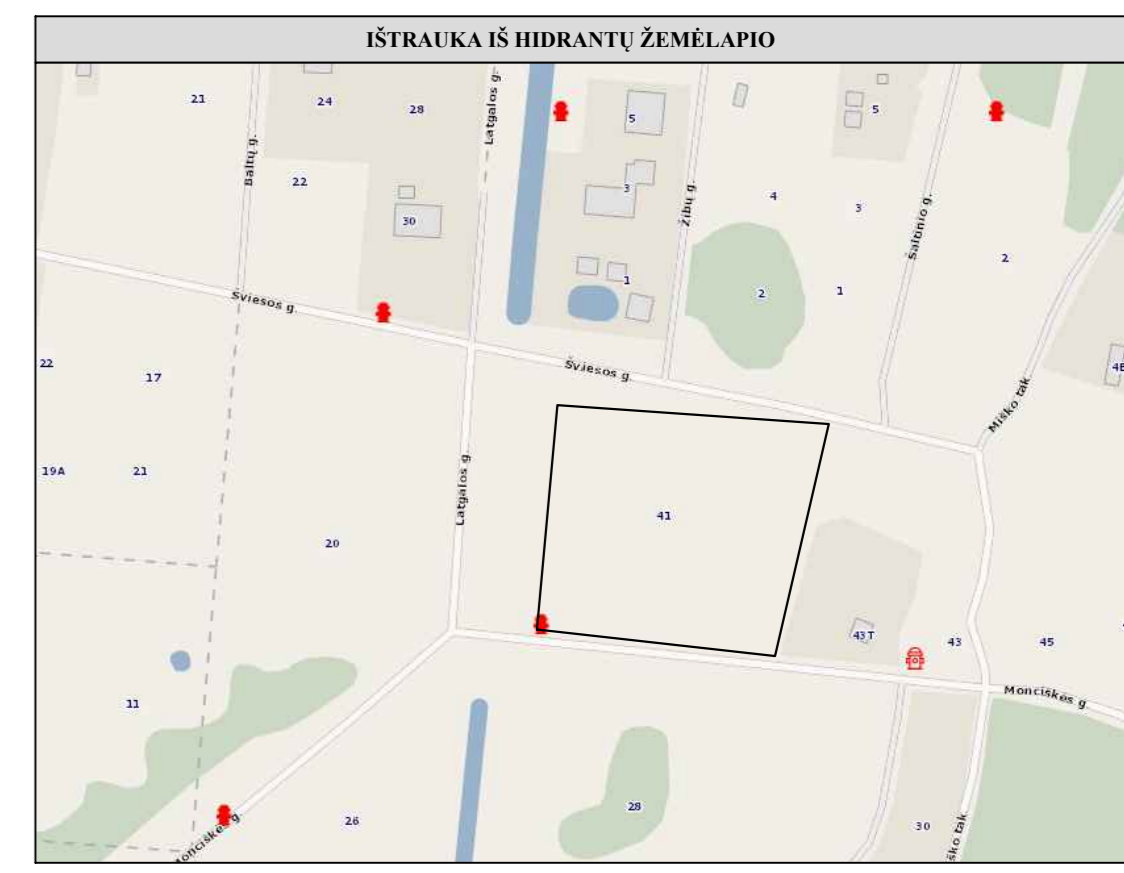 IŠTRAUKA IŠ HIDRANTŲ ŽEMĖLAPIO
21
24
28
Latgalos g.
5
5
Baltų g.
22
30
3
Žibų g.
4
3
Šaltinio g.
2
1
2
1
Šviesos g.
22
17
Šviesos g.
Miško tak.
19A
21
Latgalos g.
41
20
43T
43
45
11
Monciškės g.
28
26
30